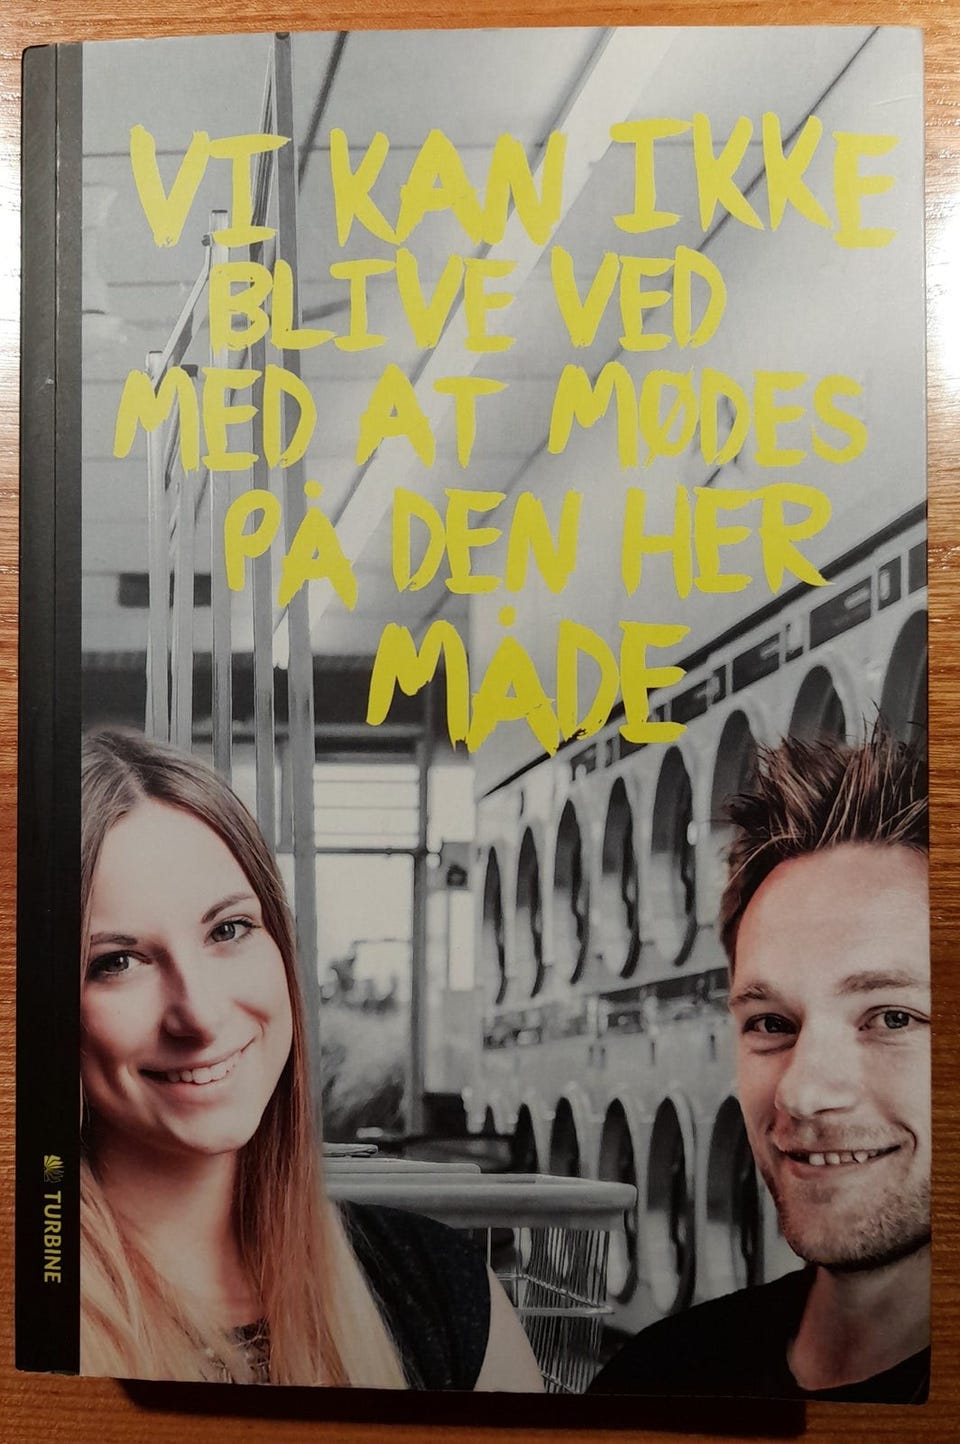 VI KAN IKKE
BLIVE VED
MED AT MØDES
PÅ DEN HER
MÅDE
TURBINE